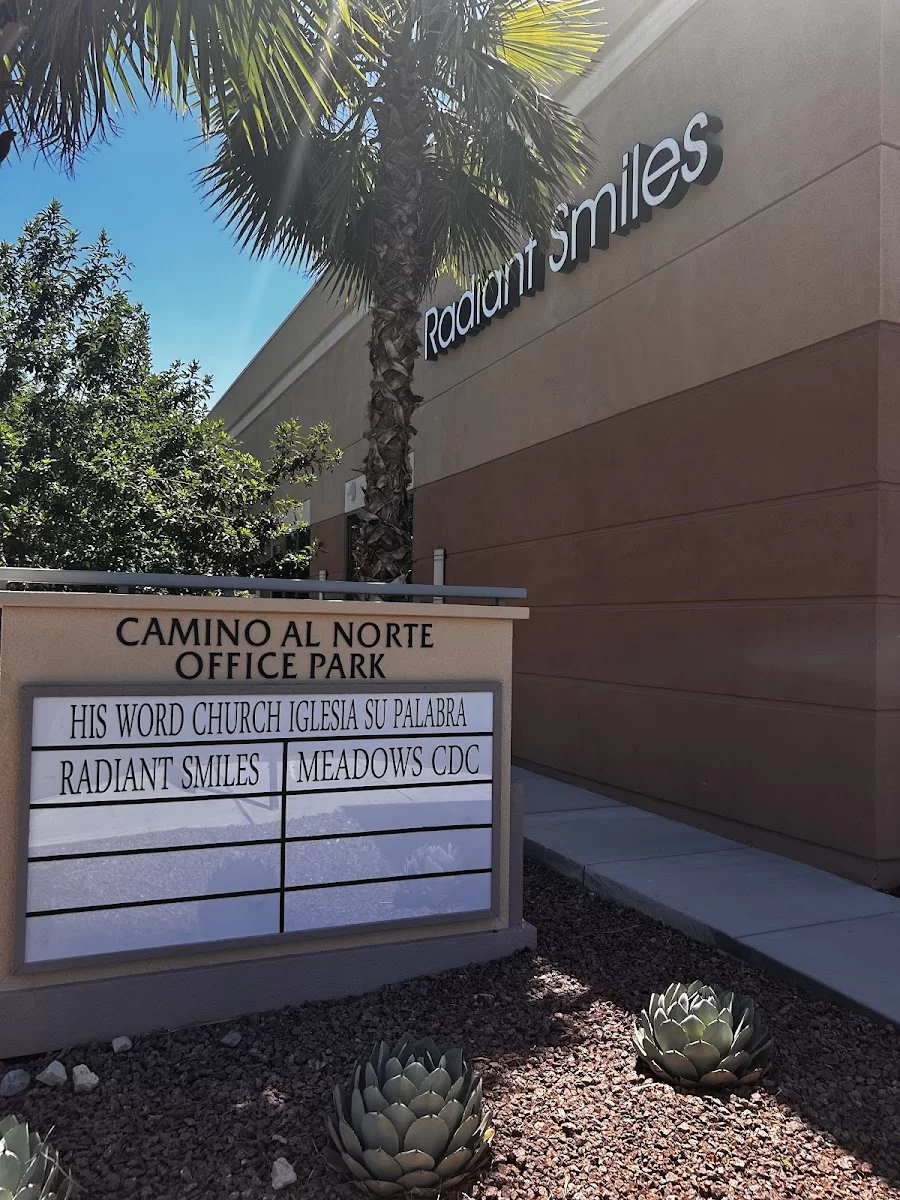 Radiant Smiles
CAMINO AL NORTE
OFFICE PARK
HIS WORD CHURCH IGLESIA SU PALABRA
RADIANT SMILES
MEADOWS CDC